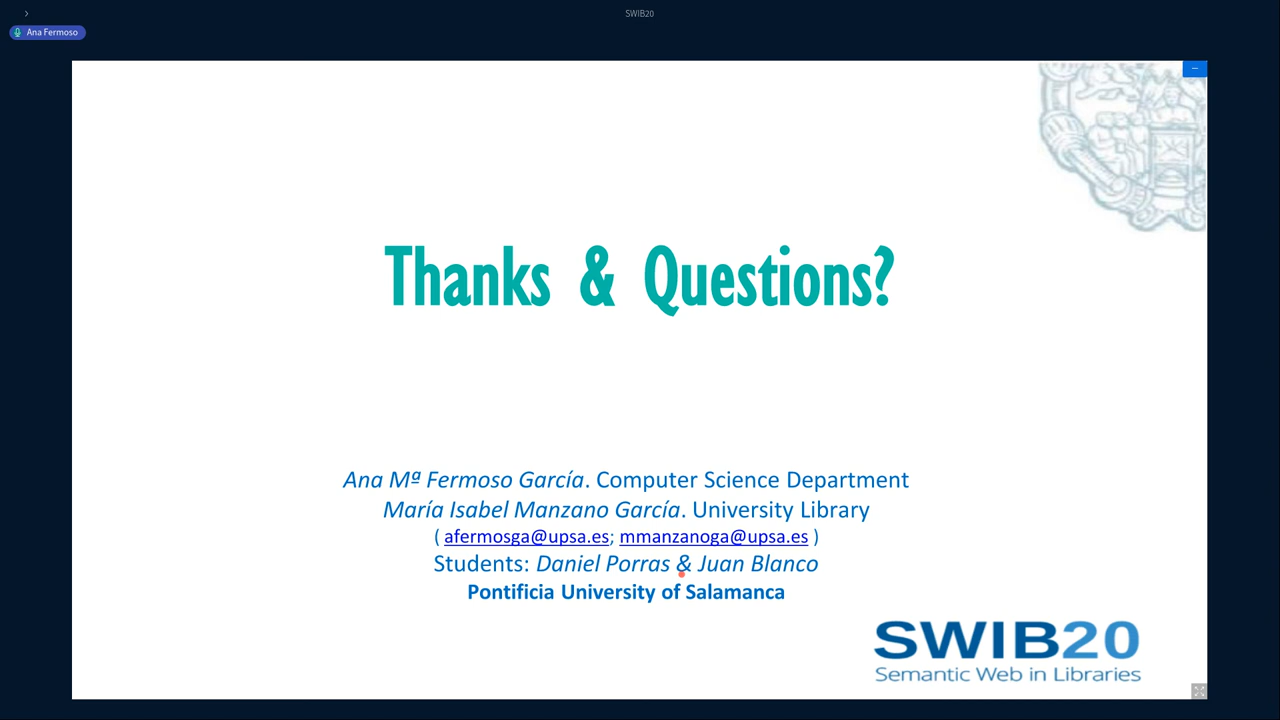 SWIB20
Ana Fermoso
Thanks & Questions?
Ana Mª Fermoso García. Computer Science Department
María Isabel Manzano García. University Library
( afermosga@upsa.es; mmanzanoga@upsa.es )
Students: Daniel Porras & Juan Blanco
Pontificia University of Salamanca
SWIB20
Semantic Web in Libraries